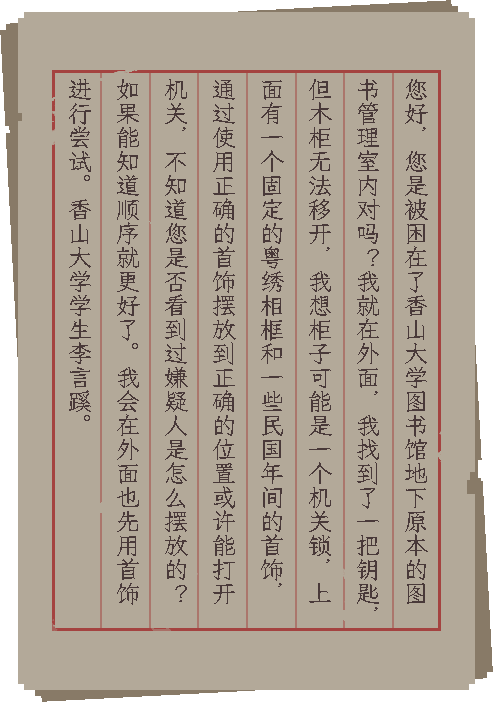 您好，您是被困在了香山大学图书馆地下原本的图
书管理室内对吗？我就在外面，我找到了一把钥匙，
但木柜无法移开，我想柜子可能是一个机关锁，上
面有一个固定的粤绣相框和一些民国年间的首饰，
通过使用正确的首饰摆放到正确的位置或许能打开
机关，不知道您是否看到过嫌疑人是怎么摆放的？
如果能知道顺序就更好了。我会在外面也先用首饰
进行尝试。香山大学学生李言蹊。